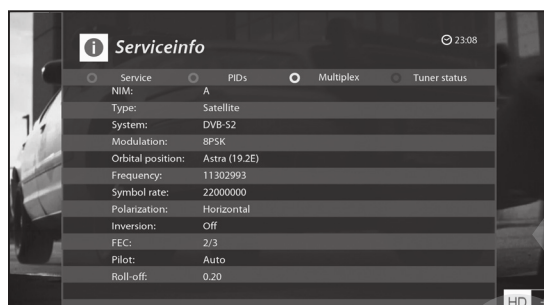 i Serviceinfo 23:08
Service PIDs Multiplex Tuner status
NIM: A
Type: Satellite
System: DVB-S2
Modulation: 8PSK
Orbital position: Astra (19.2E)
Frequency: 11302993
Symbol rate: 22000000
Polarization: Horizontal
Inversion: Off
FEC: 2/3
Pilot: Auto
Roll-off: 0.20
HD